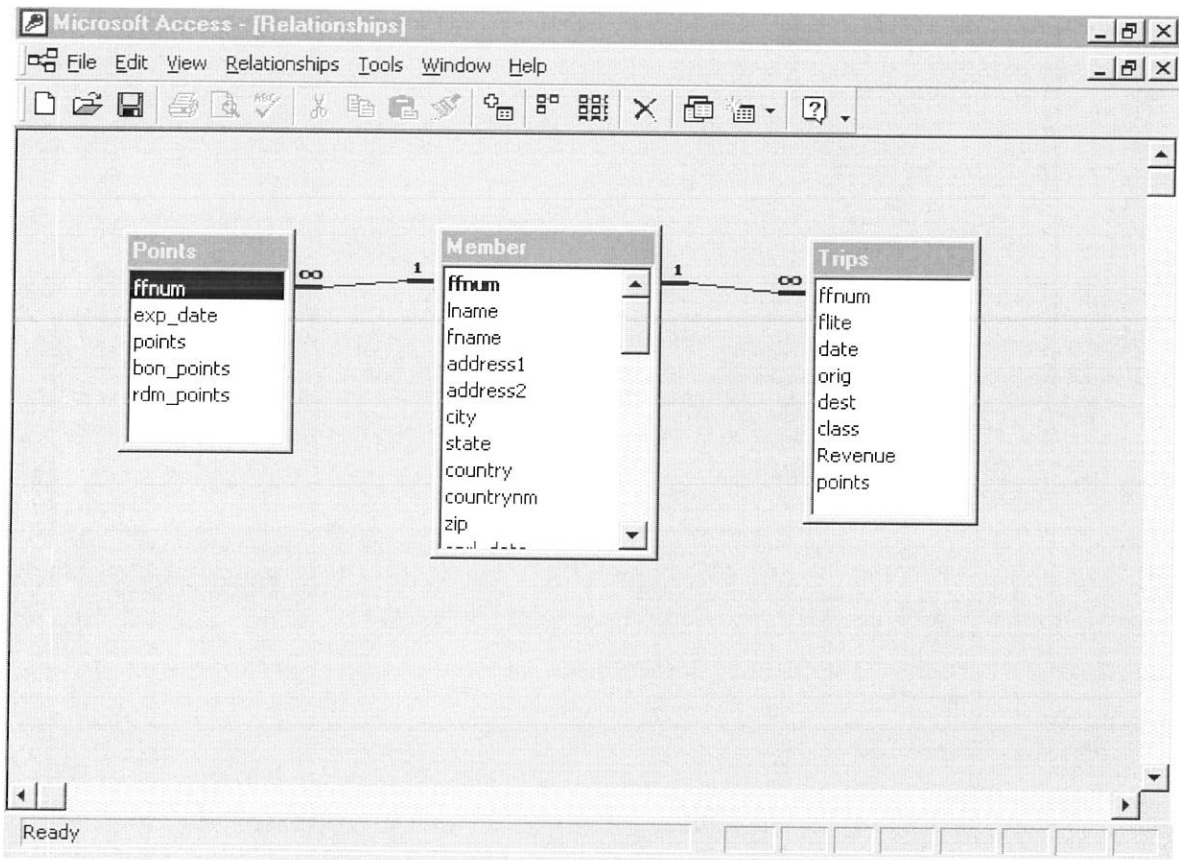 Microsoft Access - [Relationships]
File Edit View Relationships Tools Window Help
ABC
Points
ffnum
exp_date
points
bon_points
rdm_points
∞ 1
Member
ffnum
lname
fname
address1
address2
city
state
country
countrynm
zip
1 ∞
Trips
ffnum
flite
date
orig
dest
class
Revenue
points
Ready